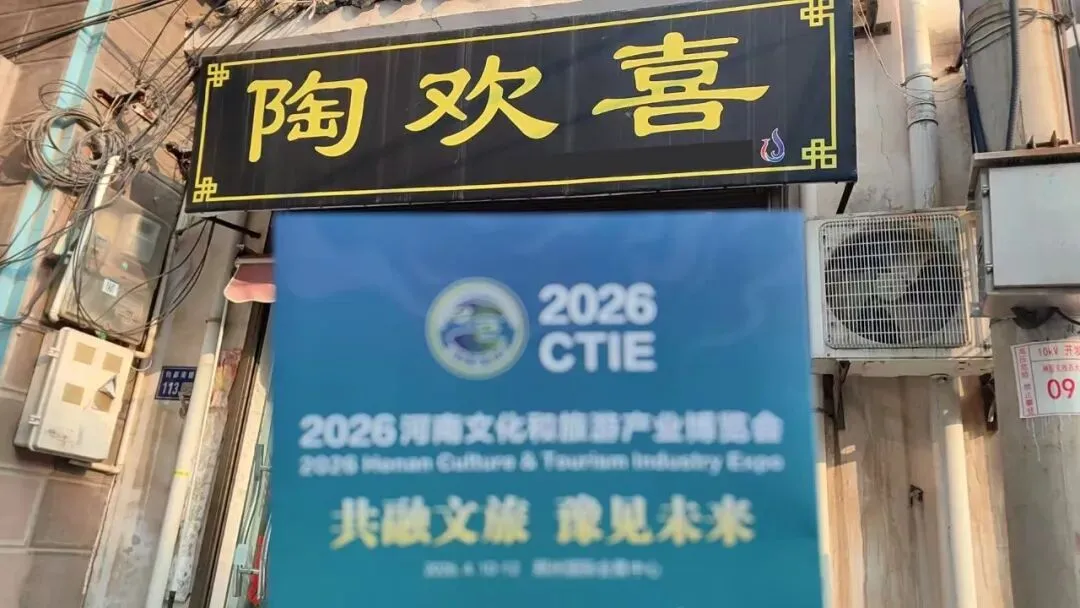 陶欢喜
2026
CTIE
2026河南文化和旅游产业博览会
2026 Henan Culture & Tourism Industry Expo
共融文旅 豫见未来
113
10kV 开
09